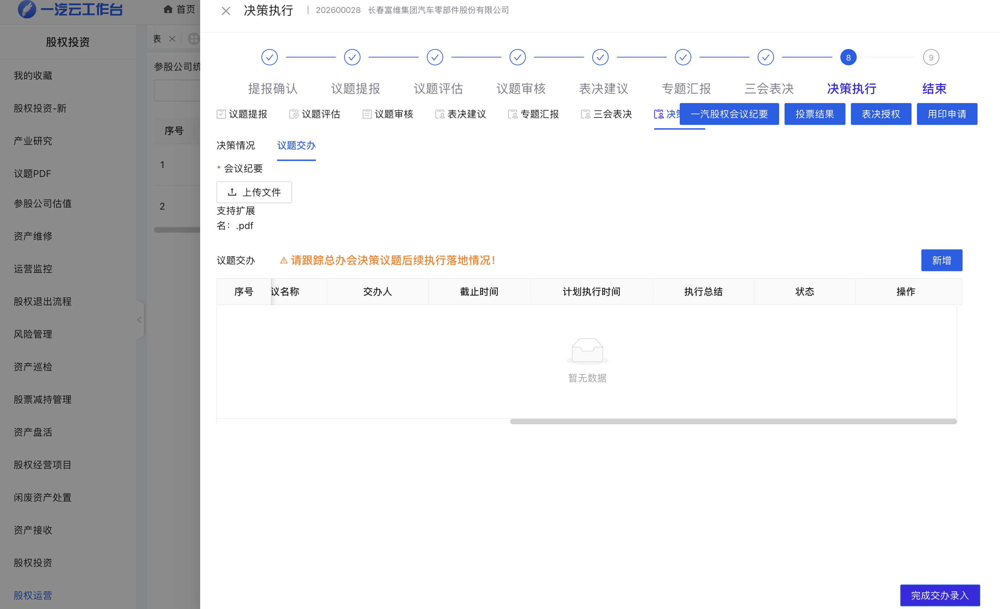 一汽云工作台
首页
股权投资
我的收藏
股权投资-新
产业研究
议题PDF
参股公司估值
资产维修
运营监控
股权退出流程
风险管理
资产巡检
股票减持管理
资产盘活
股权经营项目
闲废资产处置
资产接收
股权投资
股权运营
表
参股公司统
序号
1
2
决策执行 | 202600028 长春富维集团汽车零部件股份有限公司
8 9
提报确认 议题提报 议题评估 议题审核 表决建议 专题汇报 三会表决 决策执行 结束
议题提报 议题评估 议题审核 表决建议 专题汇报 三会表决 决策 一汽股权会议纪要 投票结果 表决授权 用印申请
决策情况 议题交办
* 会议纪要
上传文件
支持扩展
名：.pdf
议题交办 请跟踪总办会决策议题后续执行落地情况！ 新增
序号 议名称 交办人 截止时间 计划执行时间 执行总结 状态 操作
暂无数据
完成交办录入